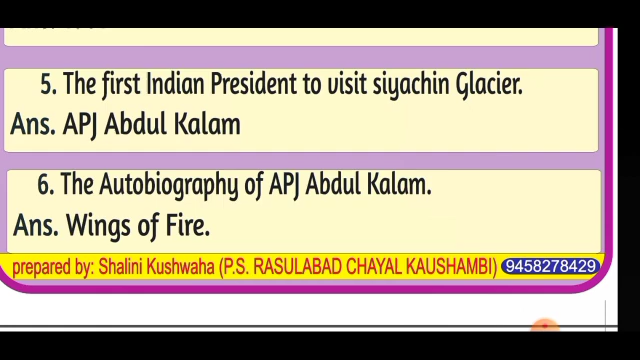 5. The first Indian President to visit siyachin Glacier.
Ans. APJ Abdul Kalam
6. The Autobiography of APJ Abdul Kalam.
Ans. Wings of Fire.
prepared by: Shalini Kushwaha (P.S. RASULABAD CHAYAL KAUSHAMBI) 9458278429